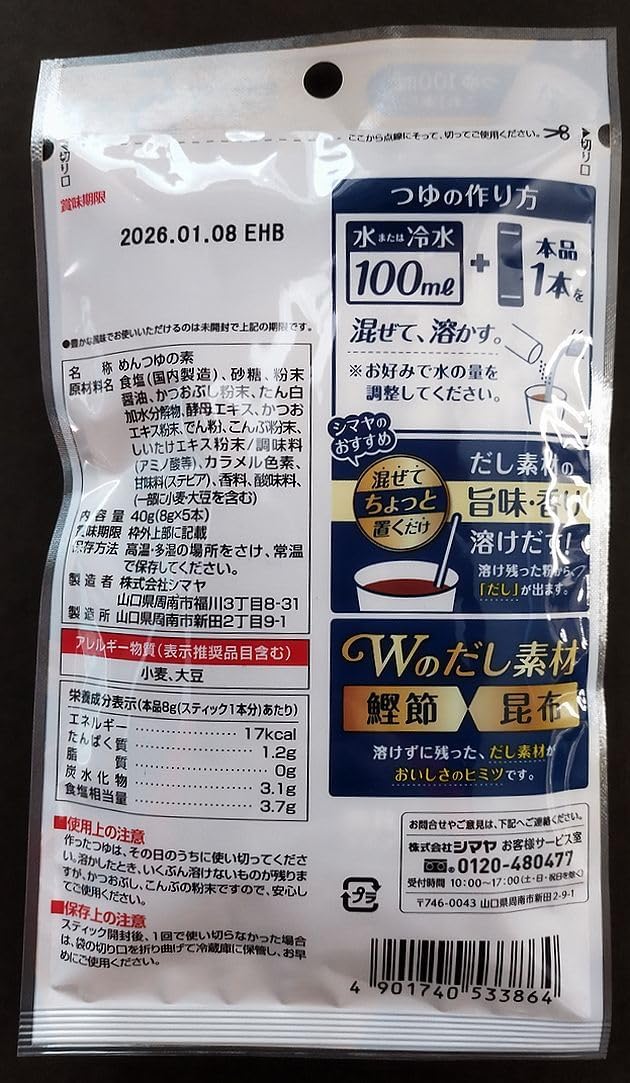 ここから点線にそって、切ってご使用ください。
切り口
切り口
賞味期限
2026.01.08 EHB
●豊かな風味でお使いいただけるのは未開封で上記の期限です。
名 称 めんつゆの素
原材料名 食塩(国内製造)、砂糖、粉末
醤油、かつおぶし粉末、たん白
加水分解物、酵母エキス、かつお
エキス粉末、でん粉、こんぶ粉末、
しいたけエキス粉末/調味料
(アミノ酸等)、カラメル色素、
甘味料(ステビア)、香料、酸味料、
(一部に小麦・大豆を含む)
内容量 40g(8g×5本)
賞味期限 枠外上部に記載
保存方法 高温・多湿の場所をさけ、常温
で保存してください。
製造者 株式会社シマヤ
山口県周南市福川3丁目8-31
製造所 山口県周南市新田2丁目9-1
アレルギー物質(表示推奨品目含む)
小麦、大豆
栄養成分表示(本品8g(スティック1本分)あたり)
エネルギー 17kcal
たんぱく質 1.2g
脂 質 0g
炭水化物 3.1g
食塩相当量 3.7g
■使用上の注意
作ったつゆは、その日のうちに使い切ってくださ
い。溶かしたとき、いくぶん溶けないものが残りま
すが、かつおぶし、こんぶの粉末ですので、安心し
てご使用ください。
■保存上の注意
スティック開封後、1回で使い切らなかった場合
は、袋の切り口を折り曲げて冷蔵庫に保管し、お早
めにご使用ください。
つゆの作り方
水または冷水
100ml
+
本品
1本を
混ぜて、溶かす。
※お好みで水の量を
調整してください。
シマヤの
おすすめ
混ぜて
ちょっと
置くだけ
だし素材の
旨味・香り
溶けだす!
溶け残った粉から
「だし」が出ます。
Wのだし素材
鰹節
昆布
溶けずに残った、だし素材が
おいしさのヒミツです。
お問合せやご意見は、下記へご連絡ください。
株式会社シマヤ お客様サービス室
0120-480477
受付時間 10:00～17:00(土・日・祝日を除く)
〒746-0043 山口県周南市新田2-9-1
プラ
4 901740 533864